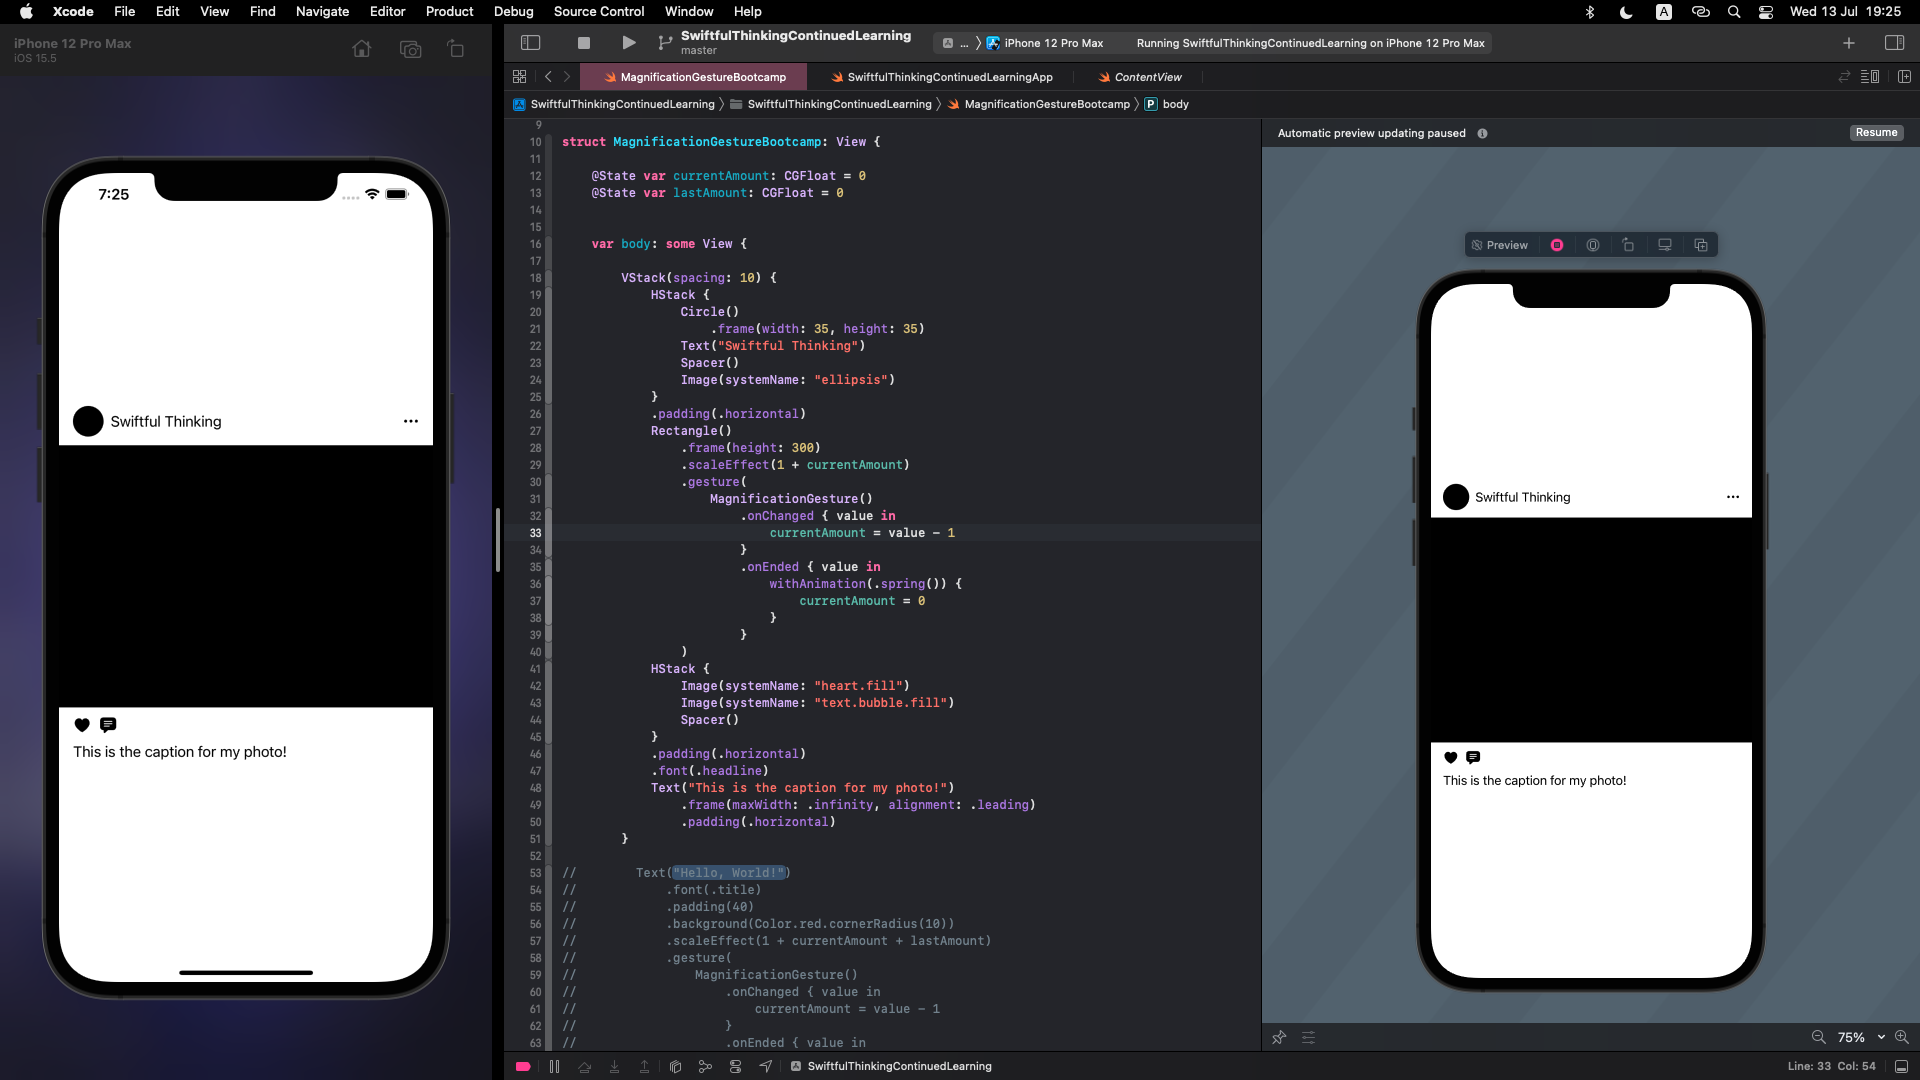 Xcode File Edit View Find Navigate Editor Product Debug Source Control Window Help
A Wed 13 Jul 19:25
iPhone 12 Pro Max
iOS 15.5
SwiftfulThinkingContinuedLearning
master
... iPhone 12 Pro Max
Running SwiftfulThinkingContinuedLearning on iPhone 12 Pro Max
MagnificationGestureBootcamp
SwiftfulThinkingContinuedLearningApp
ContentView
SwiftfulThinkingContinuedLearning SwiftfulThinkingContinuedLearning MagnificationGestureBootcamp P body
7:25
Swiftful Thinking
This is the caption for my photo!
9
10 struct MagnificationGestureBootcamp: View {
11
12 @State var currentAmount: CGFloat = 0
13 @State var lastAmount: CGFloat = 0
14
15
16 var body: some View {
17
18 VStack(spacing: 10) {
19 HStack {
20 Circle()
21 .frame(width: 35, height: 35)
22 Text("Swiftful Thinking")
23 Spacer()
24 Image(systemName: "ellipsis")
25 }
26 .padding(.horizontal)
27 Rectangle()
28 .frame(height: 300)
29 .scaleEffect(1 + currentAmount)
30 .gesture(
31 MagnificationGesture()
32 .onChanged { value in
33 currentAmount = value - 1
34 }
35 .onEnded { value in
36 withAnimation(.spring()) {
37 currentAmount = 0
38 }
39 }
40 )
41 HStack {
42 Image(systemName: "heart.fill")
43 Image(systemName: "text.bubble.fill")
44 Spacer()
45 }
46 .padding(.horizontal)
47 .font(.headline)
48 Text("This is the caption for my photo!")
49 .frame(maxWidth: .infinity, alignment: .leading)
50 .padding(.horizontal)
51 }
52
53 // Text("Hello, World!")
54 // .font(.title)
55 // .padding(40)
56 // .background(Color.red.cornerRadius(10))
57 // .scaleEffect(1 + currentAmount + lastAmount)
58 // .gesture(
59 // MagnificationGesture()
60 // .onChanged { value in
61 // currentAmount = value - 1
62 // }
63 // .onEnded { value in
Automatic preview updating paused
Resume
Preview
Swiftful Thinking
This is the caption for my photo!
75%
SwiftfulThinkingContinuedLearning
Line: 33 Col: 54